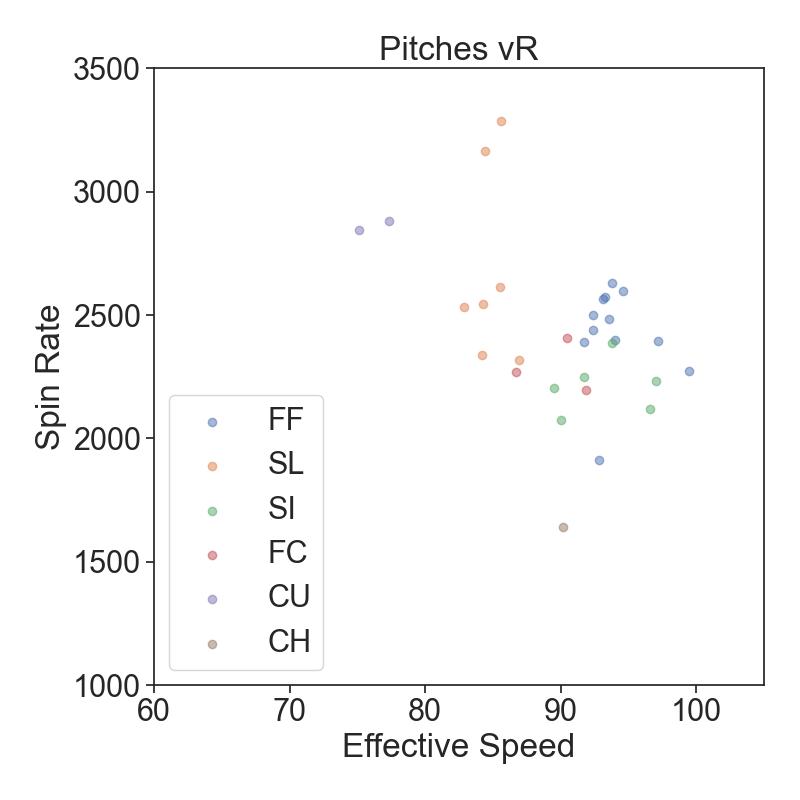 Pitches vR
3500
3000
2500
2000
1500
1000
Spin Rate
FF
SL
SI
FC
CU
CH
60 70 80 90 100
Effective Speed